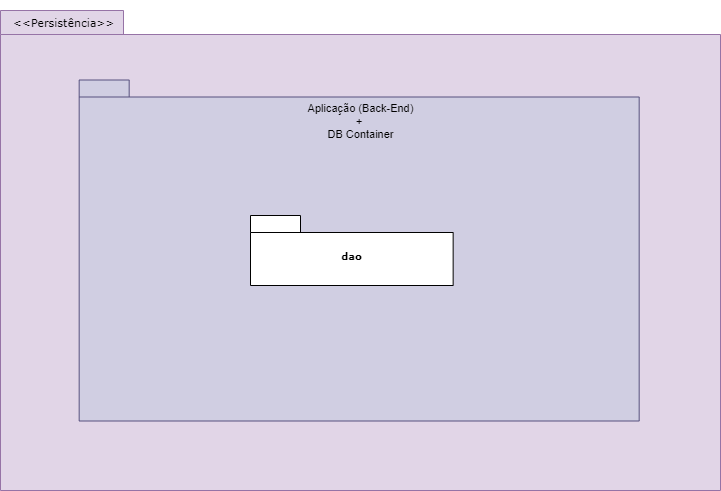 <<Persistência>>
Aplicação (Back-End)
+
DB Container
dao